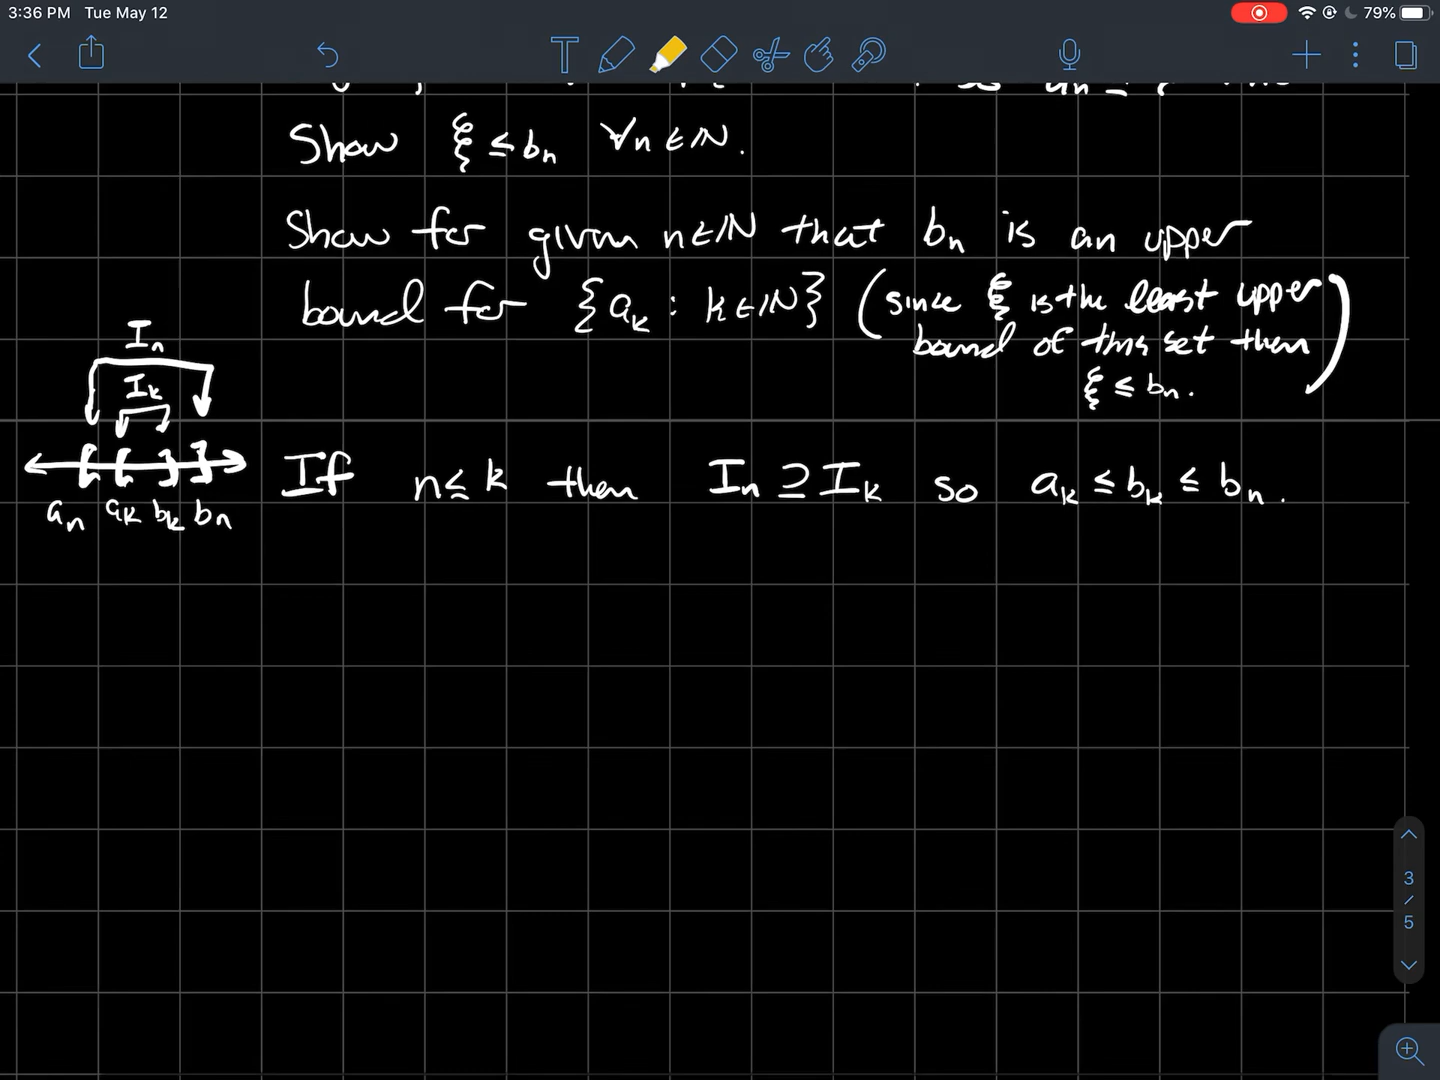 3:36 PM Tue May 12
79%
Show ξ ≤ bₙ ∀n∈ℕ.
Show for given n∈ℕ that bₙ is an upper
bound for {aₖ : k∈ℕ} (since ξ is the least upper
bound of this set then
ξ ≤ bₙ.)
Iₙ
Iₖ
aₙ aₖ bₖ bₙ
If n ≤ k then Iₙ ⊇ Iₖ so aₖ ≤ bₖ ≤ bₙ.
3
/
5